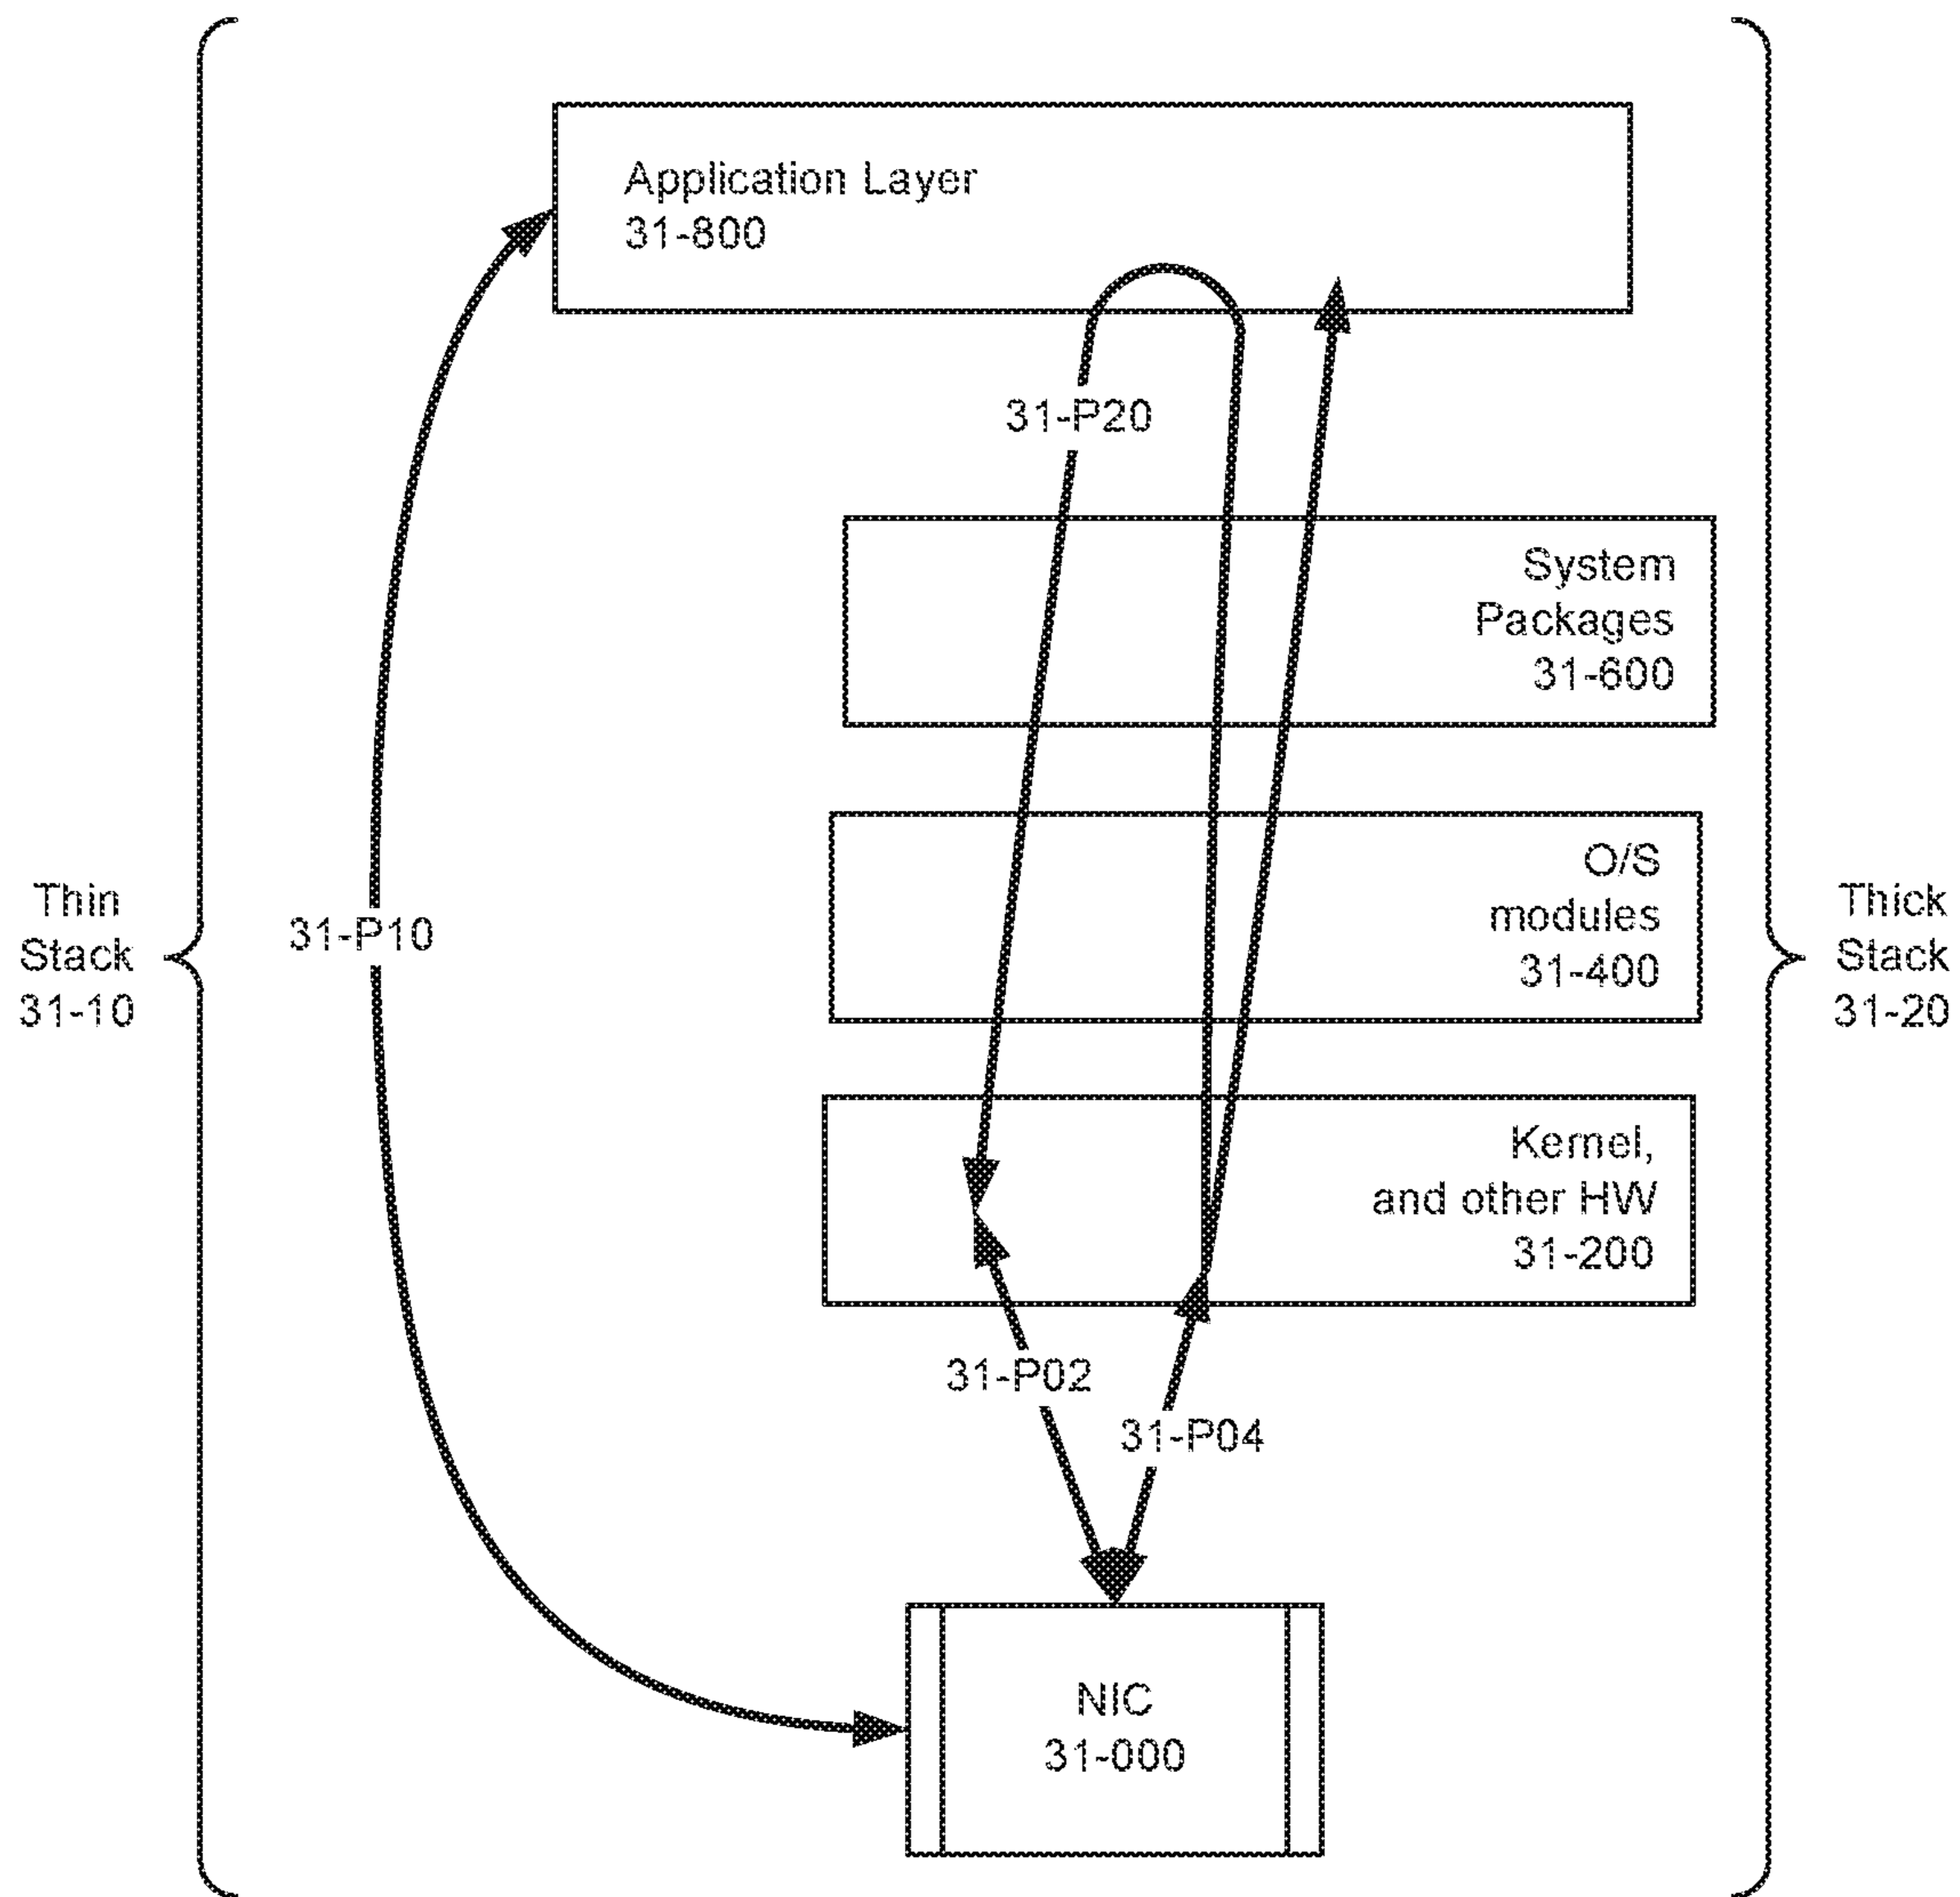 Application Layer
31-800
31-P20
System
Packages
31-600
Thin
Stack
31-10
31-P10
O/S
modules
31-400
Thick
Stack
31-20
Kernel,
and other HW
31-200
31-P02
31-P04
NIC
31-000